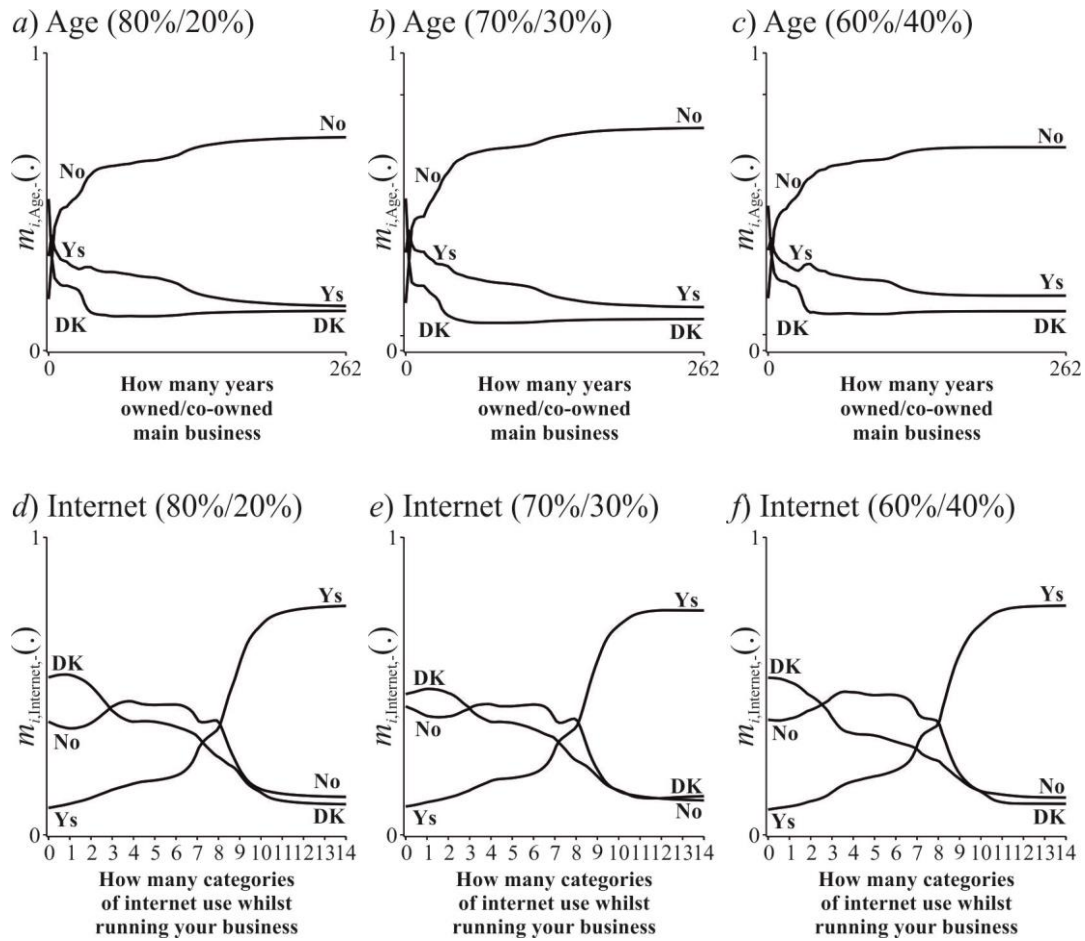 a) Age (80%/20%)
1
m i,Age,- (.)
No
No
Ys
Ys
DK
DK
0
0
262
How many years
owned/co-owned
main business
b) Age (70%/30%)
1
m i,Age,- (.)
No
No
Ys
Ys
DK
DK
0
0
262
How many years
owned/co-owned
main business
c) Age (60%/40%)
1
m i,Age,- (.)
No
No
Ys
Ys
DK
DK
0
0
262
How many years
owned/co-owned
main business
d) Internet (80%/20%)
1
m i,Internet,- (.)
Ys
DK
No
No
Ys
DK
0
0 1 2 3 4 5 6 7 8 9 10 11 12 13 14
How many categories
of internet use whilst
running your business
e) Internet (70%/30%)
1
m i,Internet,- (.)
Ys
DK
No
DK
No
Ys
0
0 1 2 3 4 5 6 7 8 9 10 11 12 13 14
How many categories
of internet use whilst
running your business
f) Internet (60%/40%)
1
m i,Internet,- (.)
Ys
DK
No
No
Ys
DK
0
0 1 2 3 4 5 6 7 8 9 10 11 12 13 14
How many categories
of internet use whilst
running your business